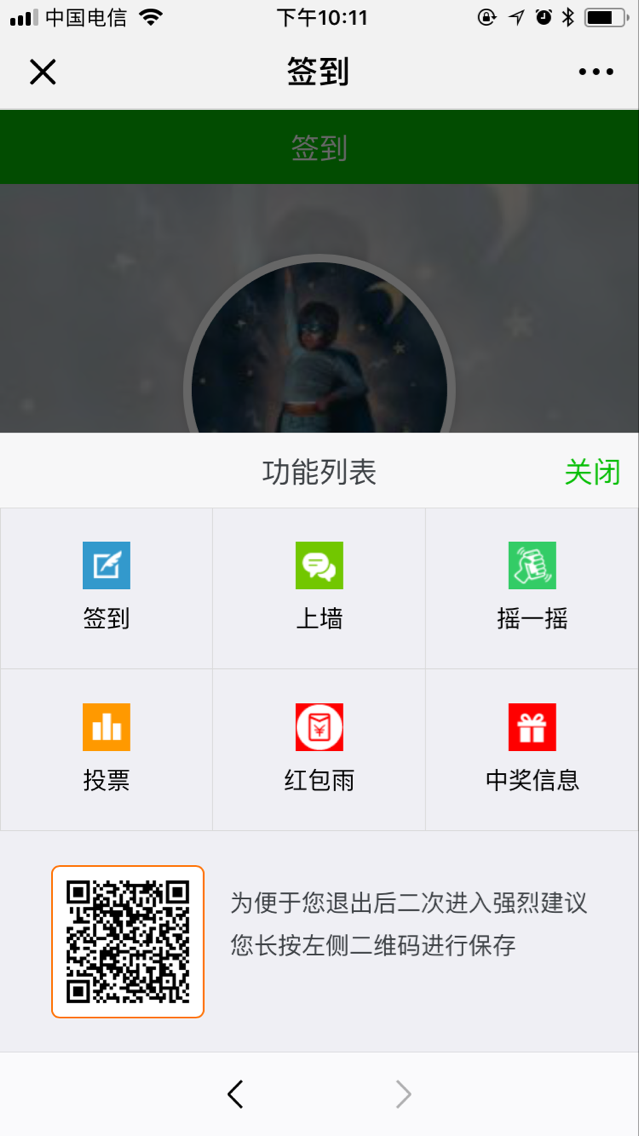 中国电信
下午10:11
签到
签到
功能列表
关闭
签到
上墙
摇一摇
投票
红包雨
中奖信息
为便于您退出后二次进入强烈建议
您长按左侧二维码进行保存